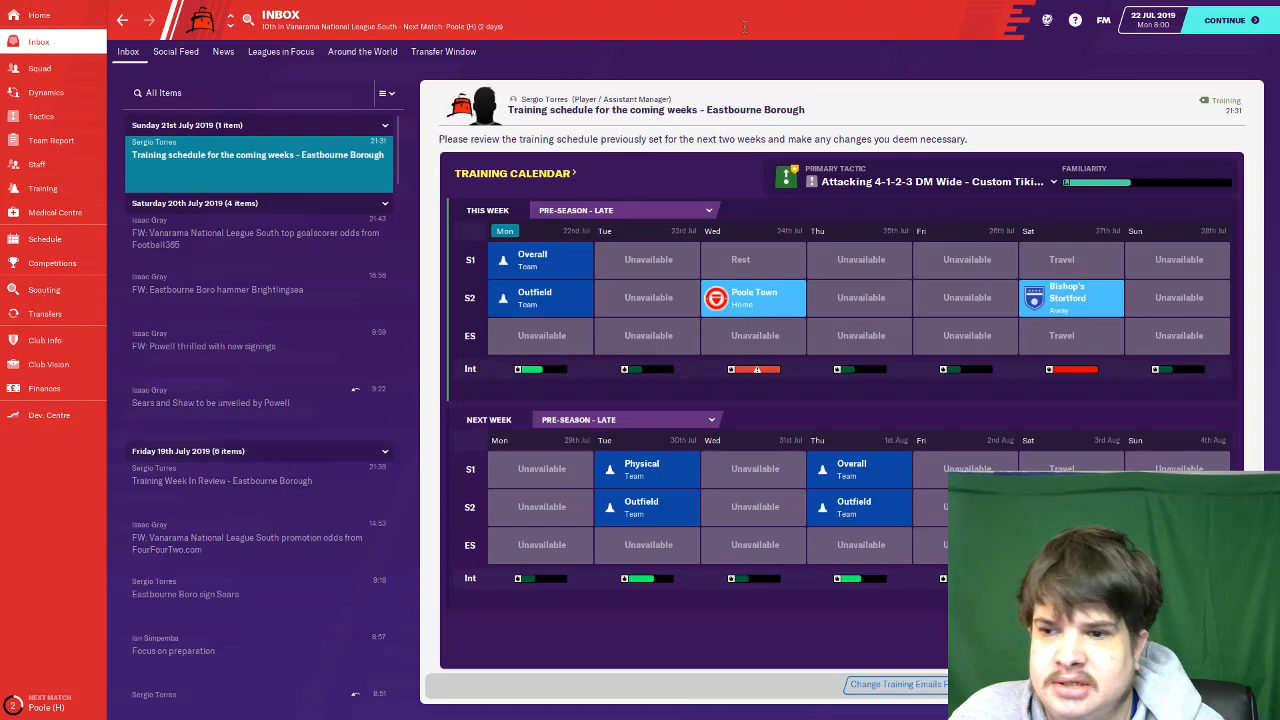 Home
Inbox
Squad
Dynamics
Tactics
Team Report
Staff
Training
Medical Centre
Schedule
Competitions
Scouting
Transfers
Club Info
Club Vision
Finances
Dev. Centre
2
NEXT MATCH
Poole (H)
INBOX
10th in Vanarama National League South - Next Match: Poole (H) (2 days)
FM
22 JUL 2019
Mon 8:00
CONTINUE
Inbox
Social Feed
News
Leagues in Focus
Around the World
Transfer Window
All Items
Sunday 21st July 2019 (1 item)
Sergio Torres
21:31
Training schedule for the coming weeks - Eastbourne Borough
Saturday 20th July 2019 (4 items)
Isaac Gray
21:43
FW: Vanarama National League South top goalscorer odds from
Football365
Isaac Gray
16:56
FW: Eastbourne Boro hammer Brightlingsea
Isaac Gray
9:59
FW: Powell thrilled with new signings
Isaac Gray
9:22
Sears and Shaw to be unveiled by Powell
Friday 19th July 2019 (6 items)
Sergio Torres
21:39
Training Week In Review - Eastbourne Borough
Isaac Gray
14:53
FW: Vanarama National League South promotion odds from
FourFourTwo.com
Sergio Torres
9:18
Eastbourne Boro sign Sears
Ian Simpemba
8:57
Focus on preparation
Sergio Torres
8:51
Sergio Torres (Player / Assistant Manager)
Training schedule for the coming weeks - Eastbourne Borough
Training
21:31
Please review the training schedule previously set for the next two weeks and make any changes you deem necessary.
TRAINING CALENDAR
PRIMARY TACTIC
Attacking 4-1-2-3 DM Wide - Custom Tiki...
FAMILIARITY
THIS WEEK
PRE-SEASON - LATE
Mon 22nd Jul Tue 23rd Jul Wed 24th Jul Thu 25th Jul Fri 26th Jul Sat 27th Jul Sun 28th Jul
S1 Overall Team Unavailable Rest Unavailable Unavailable Travel Unavailable
S2 Outfield Team Unavailable Poole Town Home Unavailable Unavailable Bishop's Stortford Away Unavailable
ES Unavailable Unavailable Unavailable Unavailable Unavailable Travel Unavailable
Int
NEXT WEEK
PRE-SEASON - LATE
Mon 29th Jul Tue 30th Jul Wed 31st Jul Thu 1st Aug Fri 2nd Aug Sat 3rd Aug Sun 4th Aug
S1 Unavailable Physical Team Unavailable Overall Team Unavailable Travel Unavailable
S2 Unavailable Outfield Team Unavailable Outfield Team
ES Unavailable Unavailable Unavailable Unavailable
Int
Change Training Emails